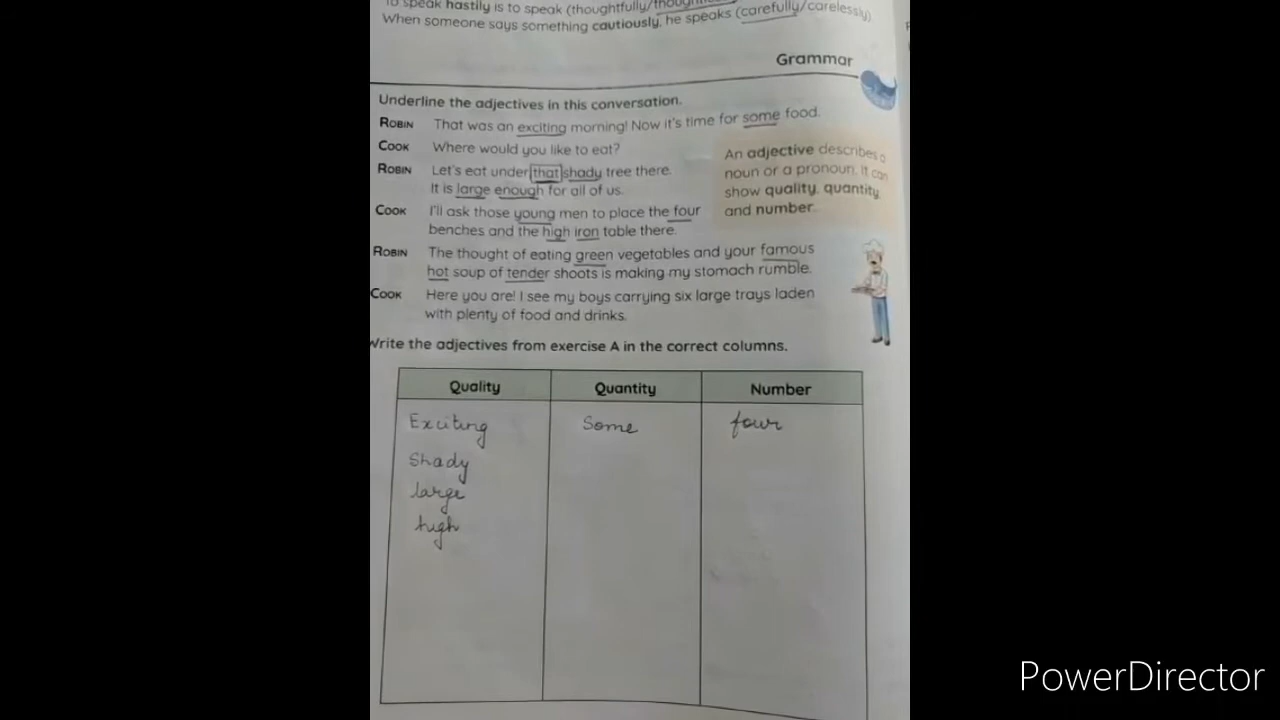 To speak hastily is to speak (thoughtfully/
When someone says something cautiously, he speaks (carefully/carelessly)
Grammar
Underline the adjectives in this conversation.
ROBIN That was an exciting morning! Now it's time for some food.
COOK Where would you like to eat?
ROBIN Let's eat under that shady tree there.
It is large enough for all of us.
COOK I'll ask those young men to place the four
benches and the high iron table there.
ROBIN The thought of eating green vegetables and your famous
hot soup of tender shoots is making my stomach rumble.
COOK Here you are! I see my boys carrying six large trays laden
with plenty of food and drinks.
An adjective describes a
noun or a pronoun. It can
show quality, quantity
and number.
Write the adjectives from exercise A in the correct columns.
Quality Quantity Number
Exciting Some four
Shady
large
high
PowerDirector